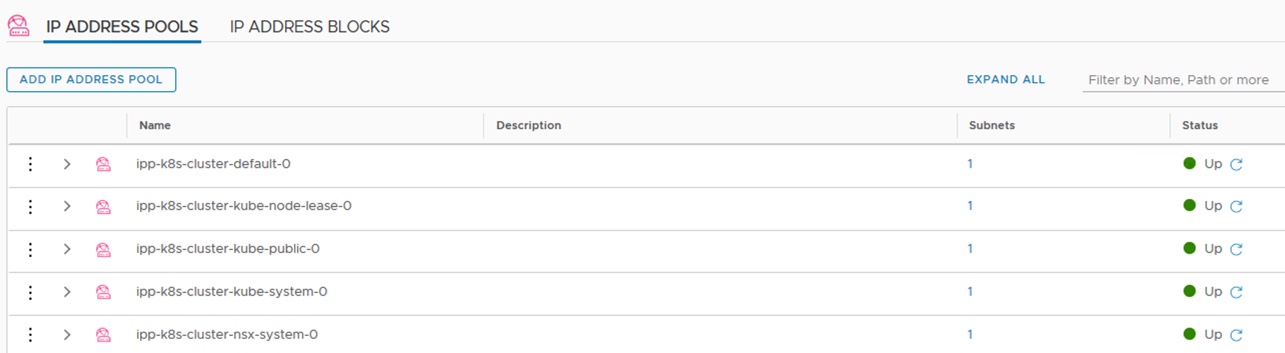 IP ADDRESS POOLS IP ADDRESS BLOCKS
ADD IP ADDRESS POOL EXPAND ALL Filter by Name, Path or more
Name Description Subnets Status
ipp-k8s-cluster-default-0 1 Up
ipp-k8s-cluster-kube-node-lease-0 1 Up
ipp-k8s-cluster-kube-public-0 1 Up
ipp-k8s-cluster-kube-system-0 1 Up
ipp-k8s-cluster-nsx-system-0 1 Up